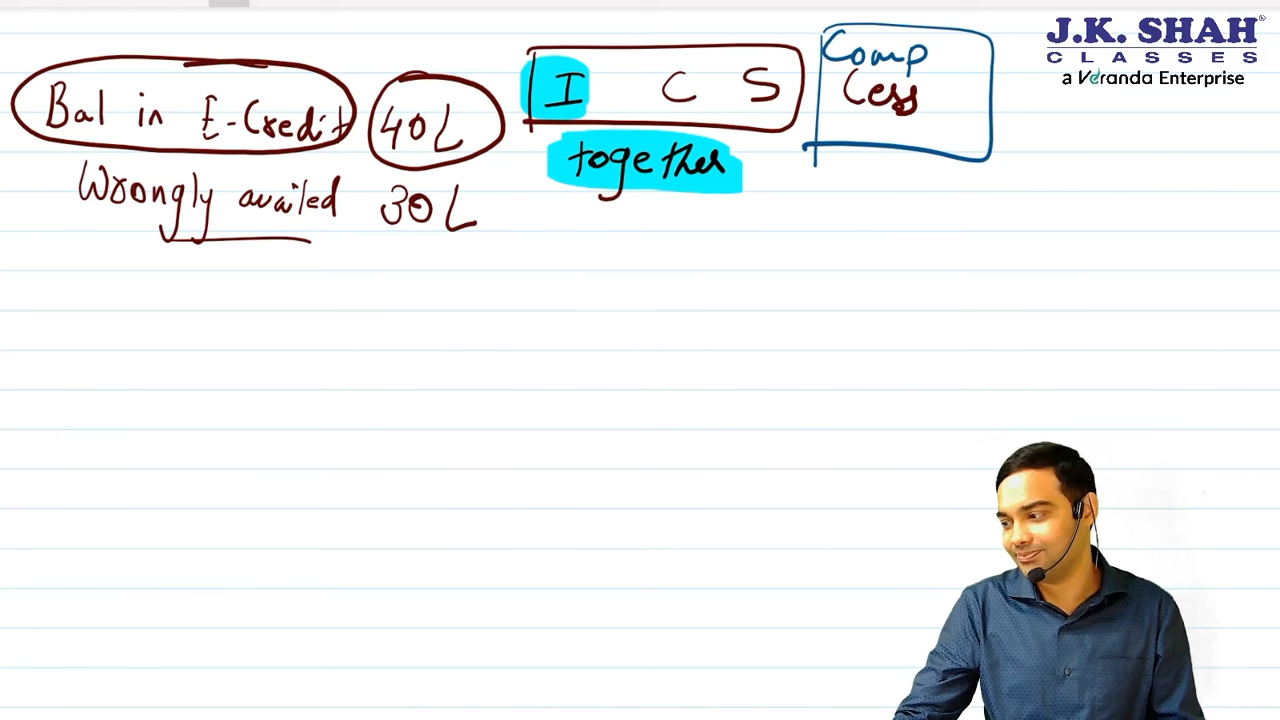 J.K. SHAH®
CLASSES
a Veranda Enterprise
Bal in E-Credit 40L I C S Comp Cess
together
Wrongly availed 30L